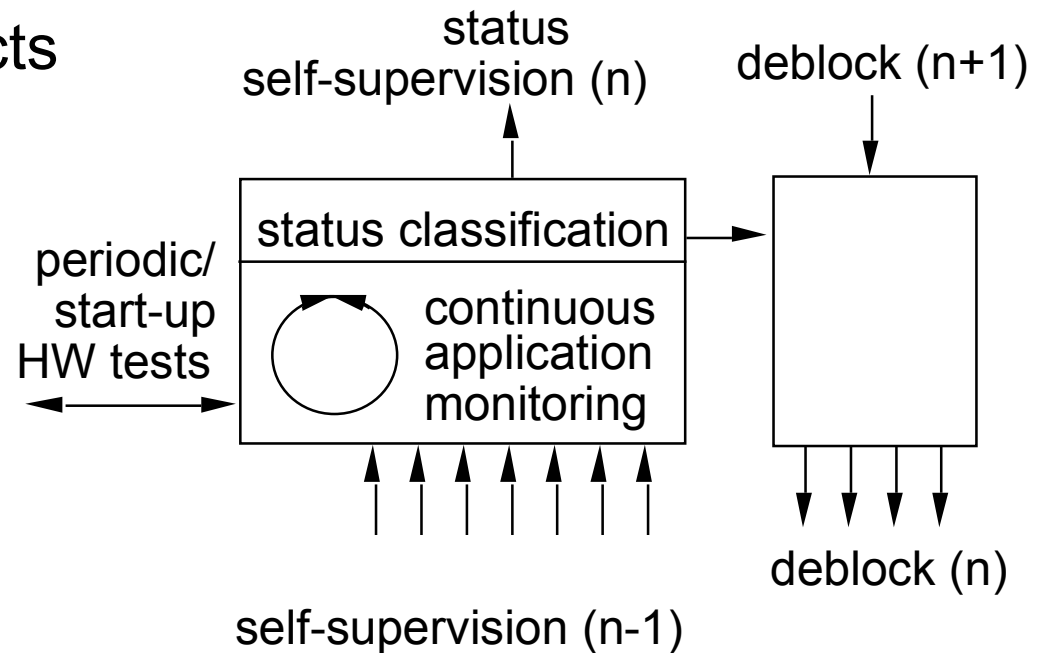 status
self-supervision (n)
deblock (n+1)
status classification
periodic/
start-up
HW tests
continuous
application
monitoring
deblock (n)
self-supervision (n-1)